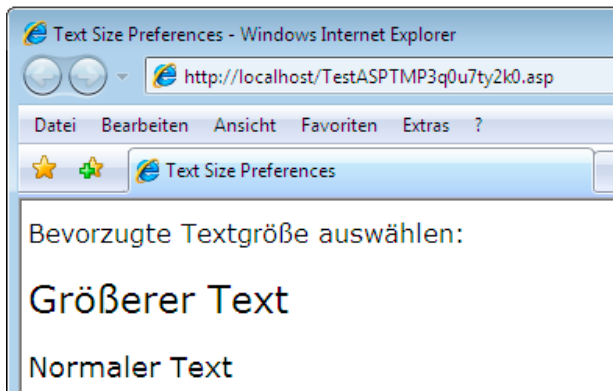 Text Size Preferences - Windows Internet Explorer
http://localhost/TestASPTMP3q0u7ty2k0.asp
Datei Bearbeiten Ansicht Favoriten Extras ?
Text Size Preferences
Bevorzugte Textgröße auswählen:
Größerer Text
Normaler Text